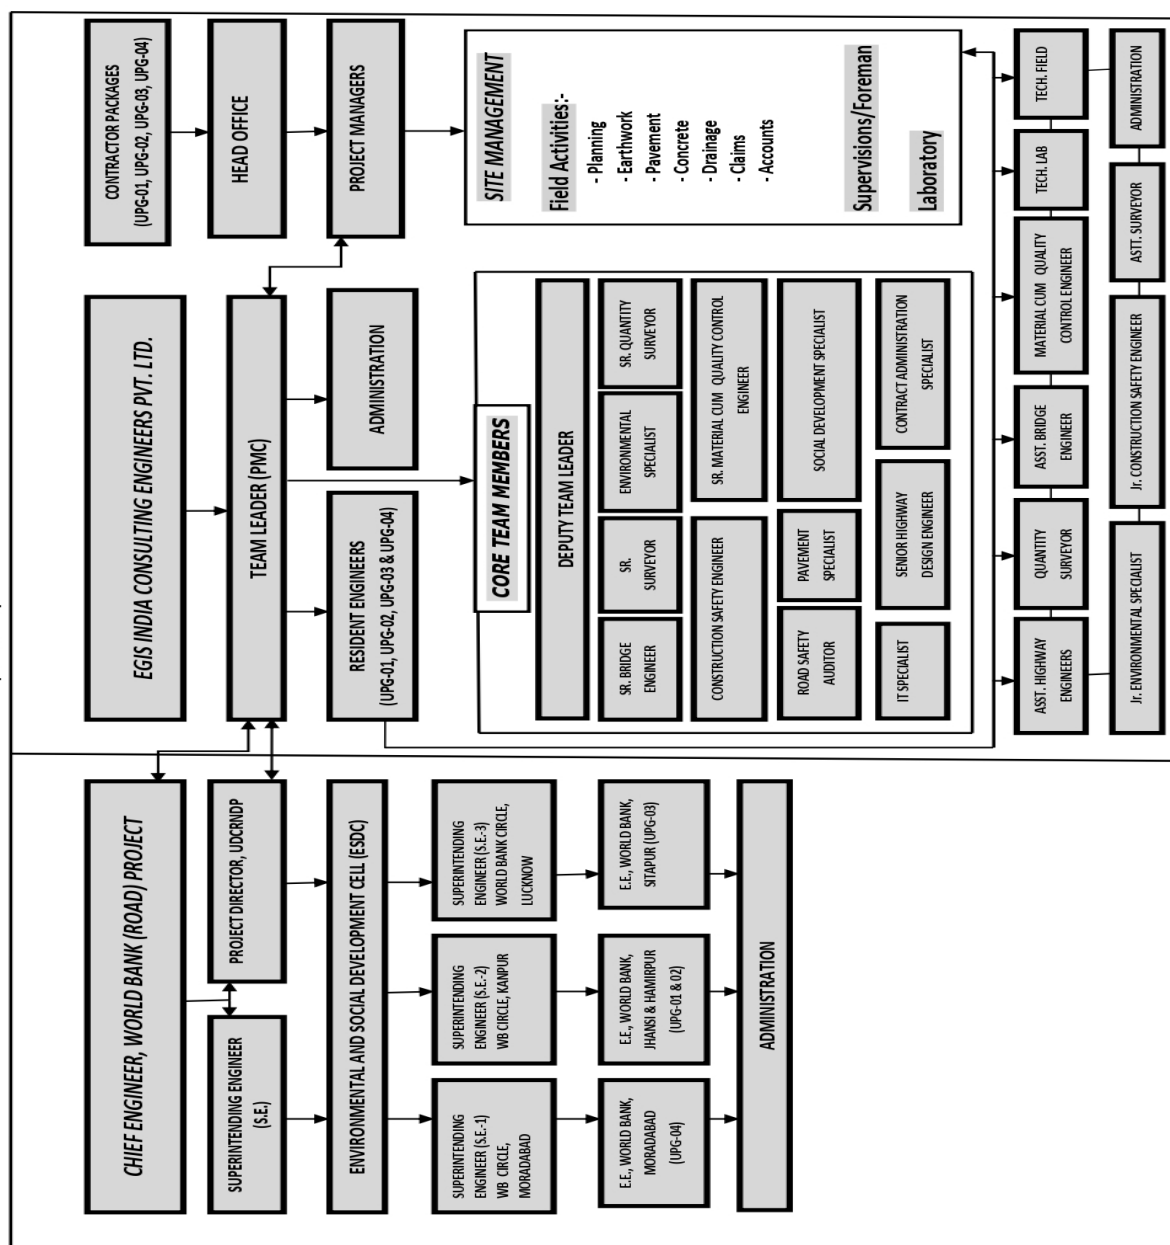 CHIEF ENGINEER, WORLD BANK (ROAD) PROJECT
SUPERINTENDING ENGINEER
(S.E.)
PROJECT DIRECTOR, UDCRNDP
ENVIRONMENTAL AND SOCIAL DEVELOPMENT CELL (ESDC)
SUPERINTENDING
ENGINEER (S.E.-1)
WB CIRCLE,
MORADABAD
SUPERINTENDING
ENGINEER (S.E.-2)
WB CIRCLE, KANPUR
SUPERINTENDING
ENGINEER (S.E.-3)
WORLD BANK CIRCLE,
LUCKNOW
E.E., WORLD BANK,
MORADABAD
(UPG-04)
E.E., WORLD BANK,
JHANSI & HAMIRPUR
(UPG-01 & 02)
E.E., WORLD BANK,
SITAPUR (UPG-03)
ADMINISTRATION
EGIS INDIA CONSULTING ENGINEERS PVT. LTD.
TEAM LEADER (PMC)
RESIDENT ENGINEERS
(UPG-01, UPG-02, UPG-03 & UPG-04)
ADMINISTRATION
CORE TEAM MEMBERS
DEPUTY TEAM LEADER
SR. BRIDGE
ENGINEER
SR.
SURVEYOR
ENVIRONMENTAL
SPECIALIST
SR. QUANTITY
SURVEYOR
CONSTRUCTION SAFETY ENGINEER
SR. MATERIAL CUM QUALITY CONTROL
ENGINEER
ROAD SAFETY
AUDITOR
PAVEMENT
SPECIALIST
SOCIAL DEVELOPMENT SPECIALIST
IT SPECIALIST
SENIOR HIGHWAY
DESIGN ENGINEER
CONTRACT ADMINISTRATION
SPECIALIST
CONTRACTOR PACKAGES
(UPG-01, UPG-02, UPG-03, UPG-04)
HEAD OFFICE
PROJECT MANAGERS
SITE MANAGEMENT
Field Activities:-
- Planning
- Earthwork
- Pavement
- Concrete
- Drainage
- Claims
- Accounts
Supervisions/Foreman
Laboratory
ASST. HIGHWAY
ENGINEERS
QUANTITY
SURVEYOR
ASST. BRIDGE
ENGINEER
MATERIAL CUM QUALITY
CONTROL ENGINEER
TECH. LAB
TECH. FIELD
Jr. ENVIRONMENTAL SPECIALIST
Jr. CONSTRUCTION SAFETY ENGINEER
ASTT. SURVEYOR
ADMINISTRATION